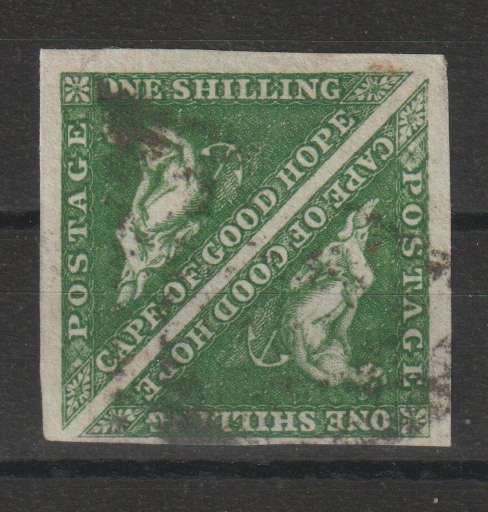 ONE SHILLING
POSTAGE
CAPE OF GOOD HOPE
CAPE OF GOOD HOPE
POSTAGE
ONE SHILLING